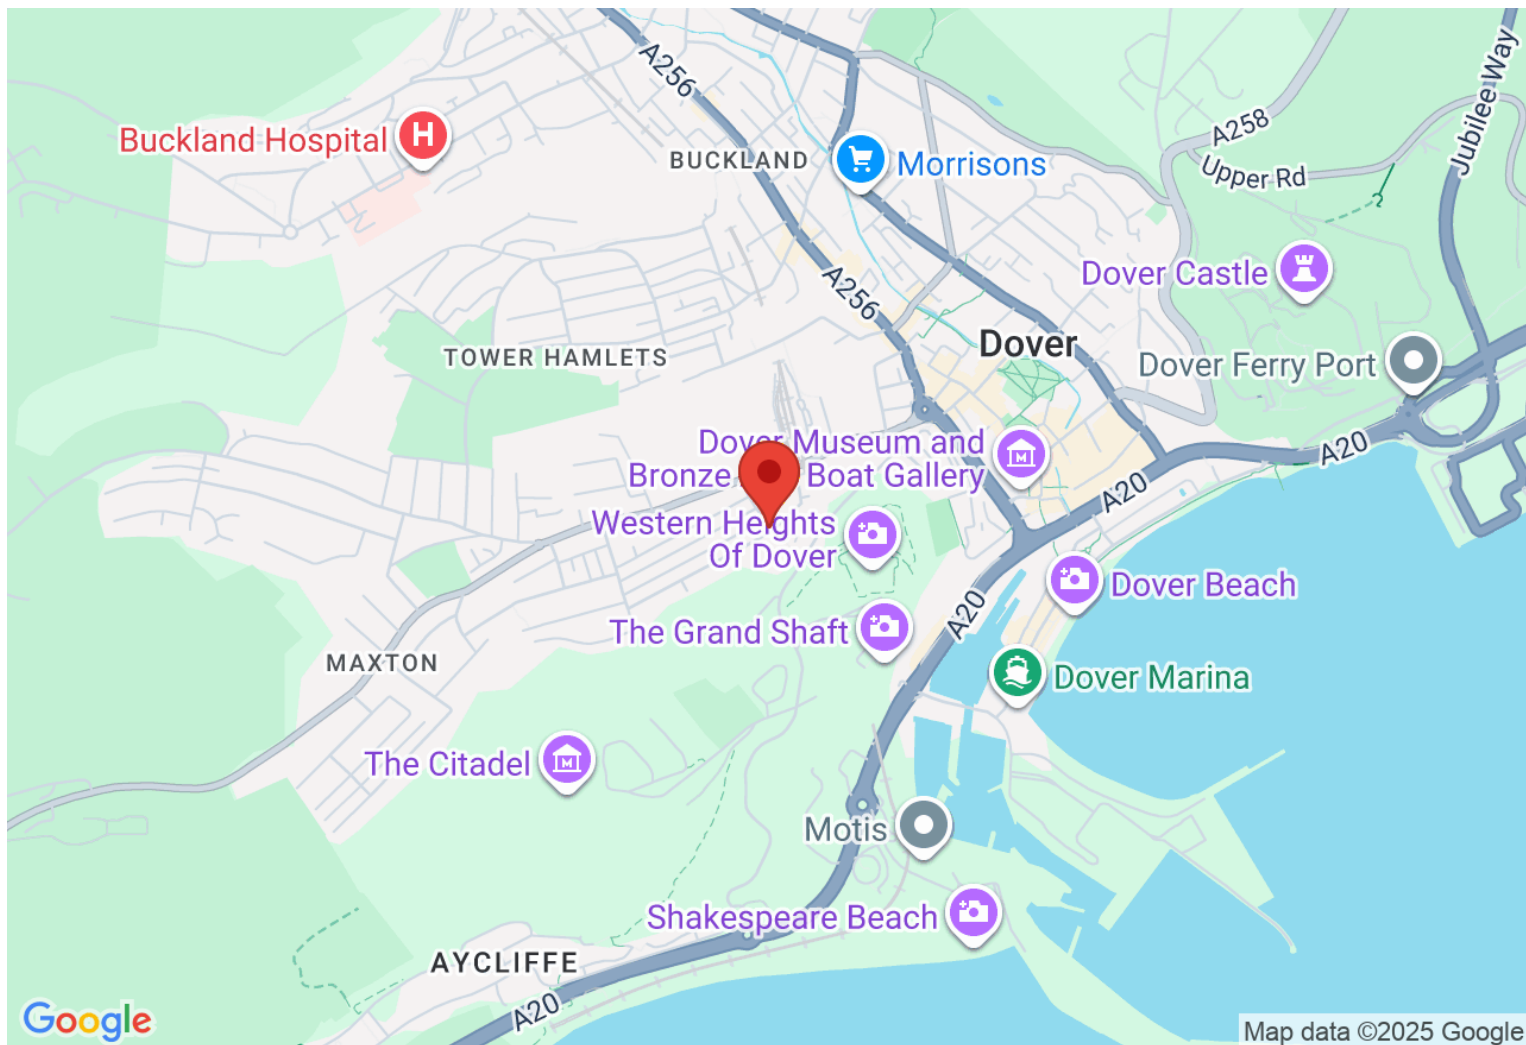 A256
Jubilee Way
A258
Buckland Hospital
H
BUCKLAND
Morrisons
Upper Rd
Dover Castle
A256
Dover
TOWER HAMLETS
Dover Ferry Port
Dover Museum and
Bronze
Boat Gallery
M
A20
A20
Western Heights
Of Dover
Dover Beach
A20
The Grand Shaft
MAXTON
Dover Marina
The Citadel
M
Motis
Shakespeare Beach
AYCLIFFE
A20
Google
Map data ©2025 Google